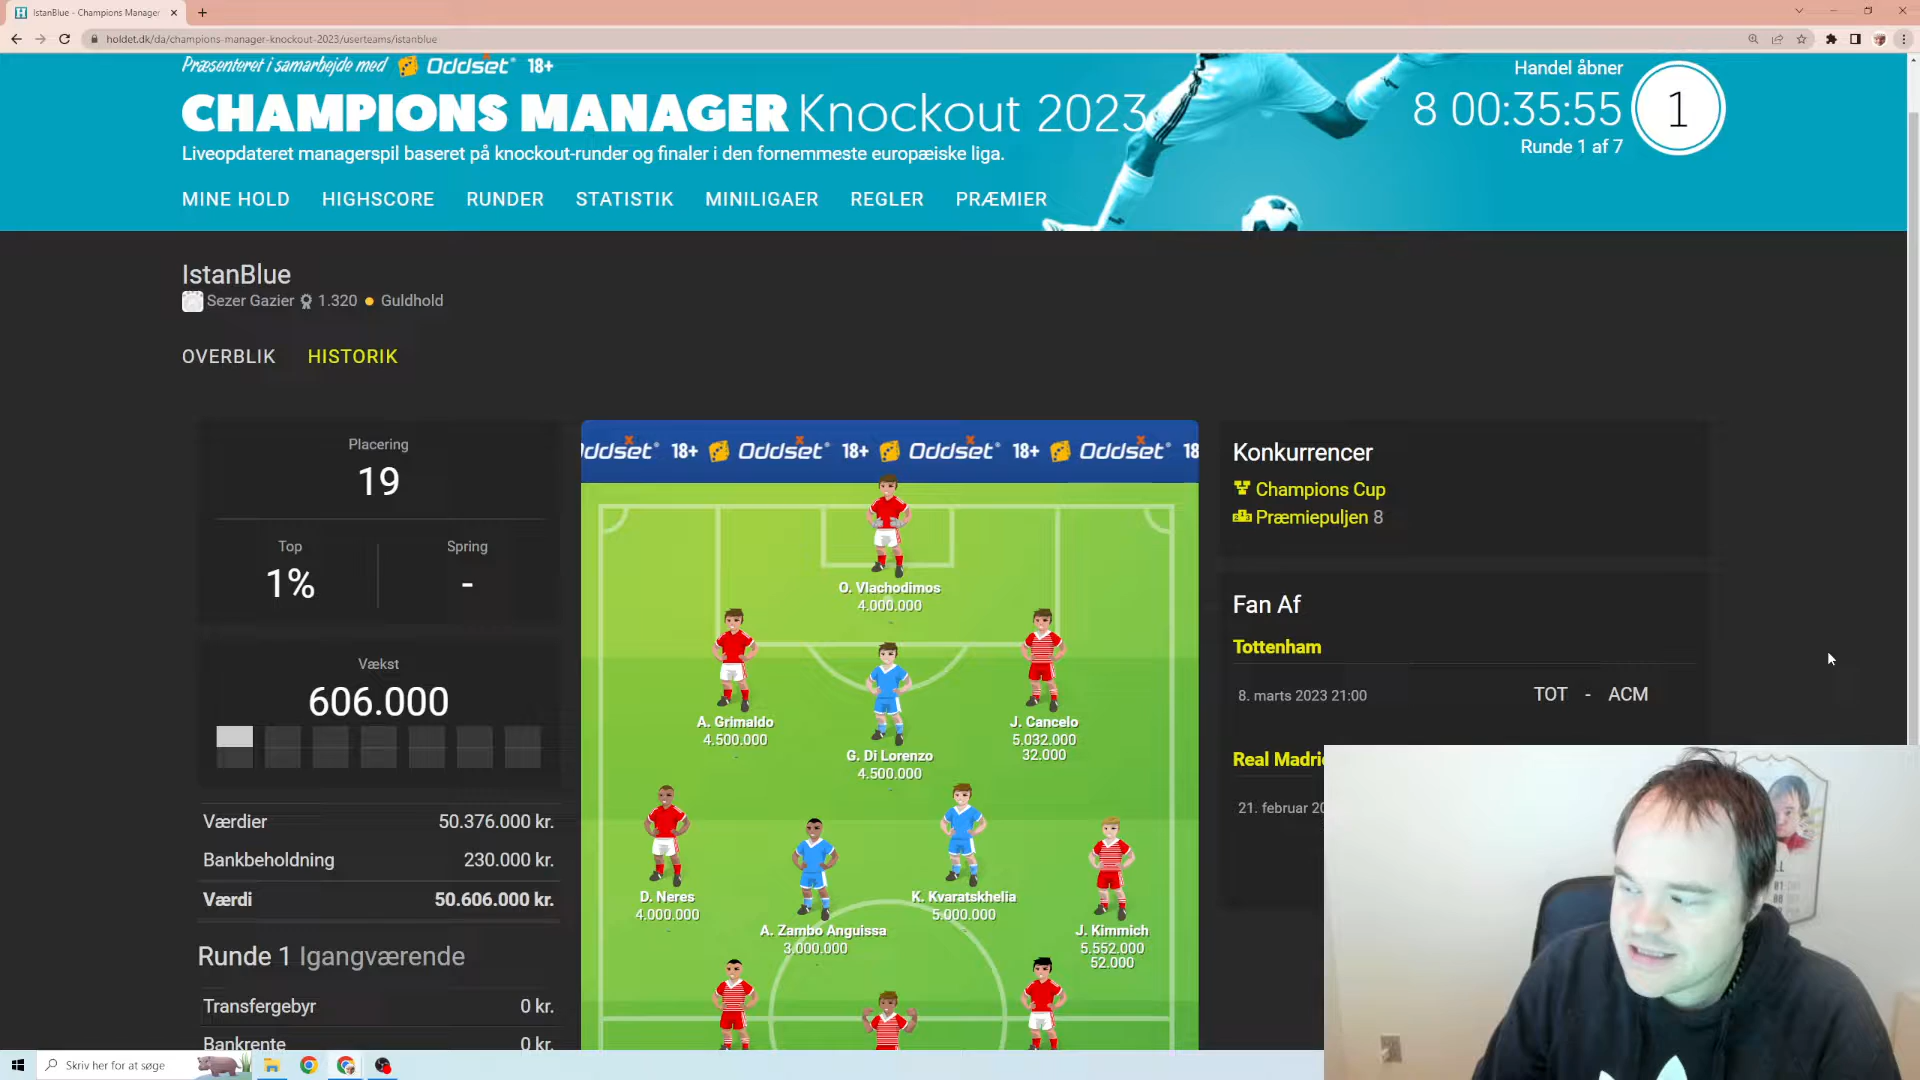 IstanBlue - Champions Manager
holdet.dk/da/champions-manager-knockout-2023/userteams/istanblue
Præsenteret i samarbejde med Oddset 18+
CHAMPIONS MANAGER Knockout 2023
Liveopdateret managerspil baseret på knockout-runder og finaler i den fornemmeste europæiske liga.
Handel åbner
8 00:35:55
1
Runde 1 af 7
MINE HOLD HIGHSCORE RUNDER STATISTIK MINILIGAER REGLER PRÆMIER
IstanBlue
Sezer Gazier 1.320 Guldhold
OVERBLIK HISTORIK
Placering
19
Top
1%
Spring
-
Vækst
606.000
Værdier 50.376.000 kr.
Bankbeholdning 230.000 kr.
Værdi 50.606.000 kr.
Runde 1 Igangværende
Transfergebyr 0 kr.
Bankrente 0 kr.
ddset 18+ Oddset 18+ Oddset 18+ Oddset 18
O. Vlachodimos
4.000.000
A. Grimaldo
4.500.000
G. Di Lorenzo
4.500.000
J. Cancelo
5.032.000
32.000
D. Neres
4.000.000
A. Zambo Anguissa
3.000.000
K. Kvaratskhelia
5.000.000
J. Kimmich
5.552.000
52.000
Konkurrencer
Champions Cup
Præmiepuljen 8
Fan Af
Tottenham
8. marts 2023 21:00 TOT - ACM
Real Madri
21. februar 20
Skriv her for at søge